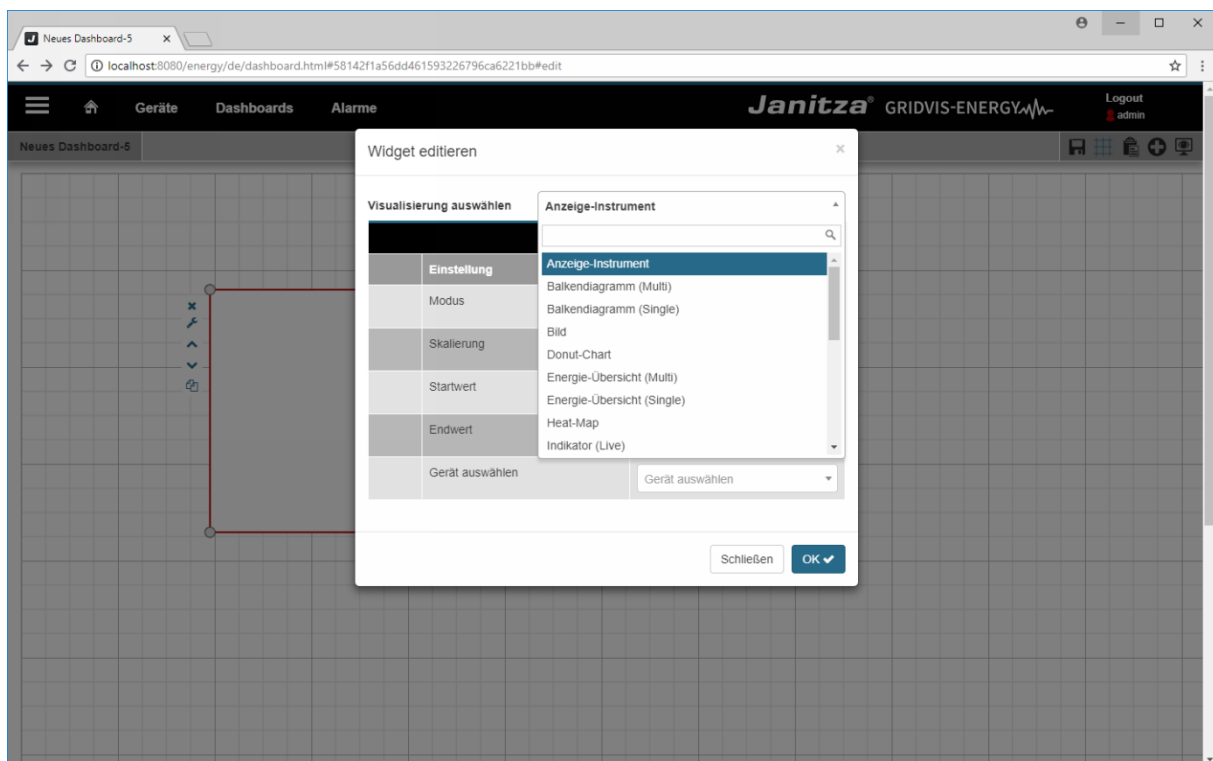 Neues Dashboard-5
localhost:8080/energy/de/dashboard.html#58142f1a56dd461593226796ca6221bb#edit
Geräte Dashboards Alarme Janitza® GRIDVIS-ENERGY Logout
admin
Neues Dashboard-5
Widget editieren
Visualisierung auswählen Anzeige-Instrument
Anzeige-Instrument
Einstellung
Balkendiagramm (Multi)
Modus
Balkendiagramm (Single)
Bild
Skalierung
Donut-Chart
Energie-Übersicht (Multi)
Startwert
Energie-Übersicht (Single)
Heat-Map
Endwert
Indikator (Live)
Gerät auswählen Gerät auswählen
Schließen OK